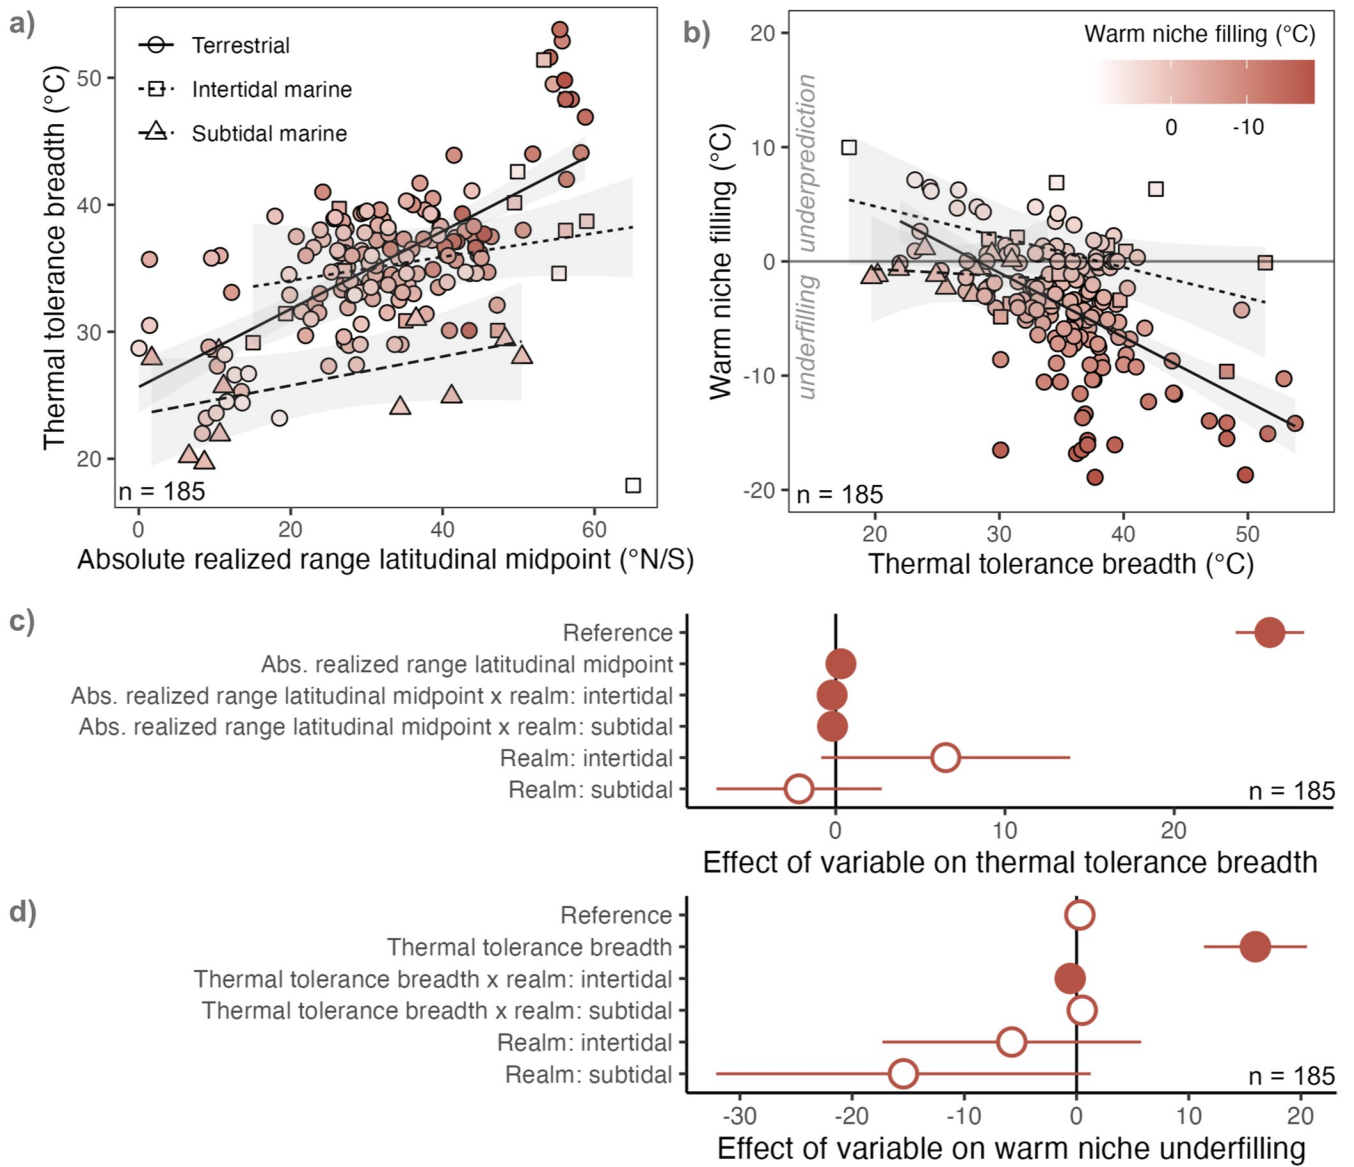 a)
Terrestrial
Intertidal marine
Subtidal marine
Thermal tolerance breadth (°C)
50
40
30
20
n = 185
0
20
40
60
Absolute realized range latitudinal midpoint (°N/S)
b)
Warm niche filling (°C)
0
-10
underfilling underprediction
Warm niche filling (°C)
20
10
0
-10
-20
n = 185
20
30
40
50
Thermal tolerance breadth (°C)
c)
Reference
Abs. realized range latitudinal midpoint
Abs. realized range latitudinal midpoint x realm: intertidal
Abs. realized range latitudinal midpoint x realm: subtidal
Realm: intertidal
Realm: subtidal
n = 185
0
10
20
Effect of variable on thermal tolerance breadth
d)
Reference
Thermal tolerance breadth
Thermal tolerance breadth x realm: intertidal
Thermal tolerance breadth x realm: subtidal
Realm: intertidal
Realm: subtidal
n = 185
-30
-20
-10
0
10
20
Effect of variable on warm niche underfilling